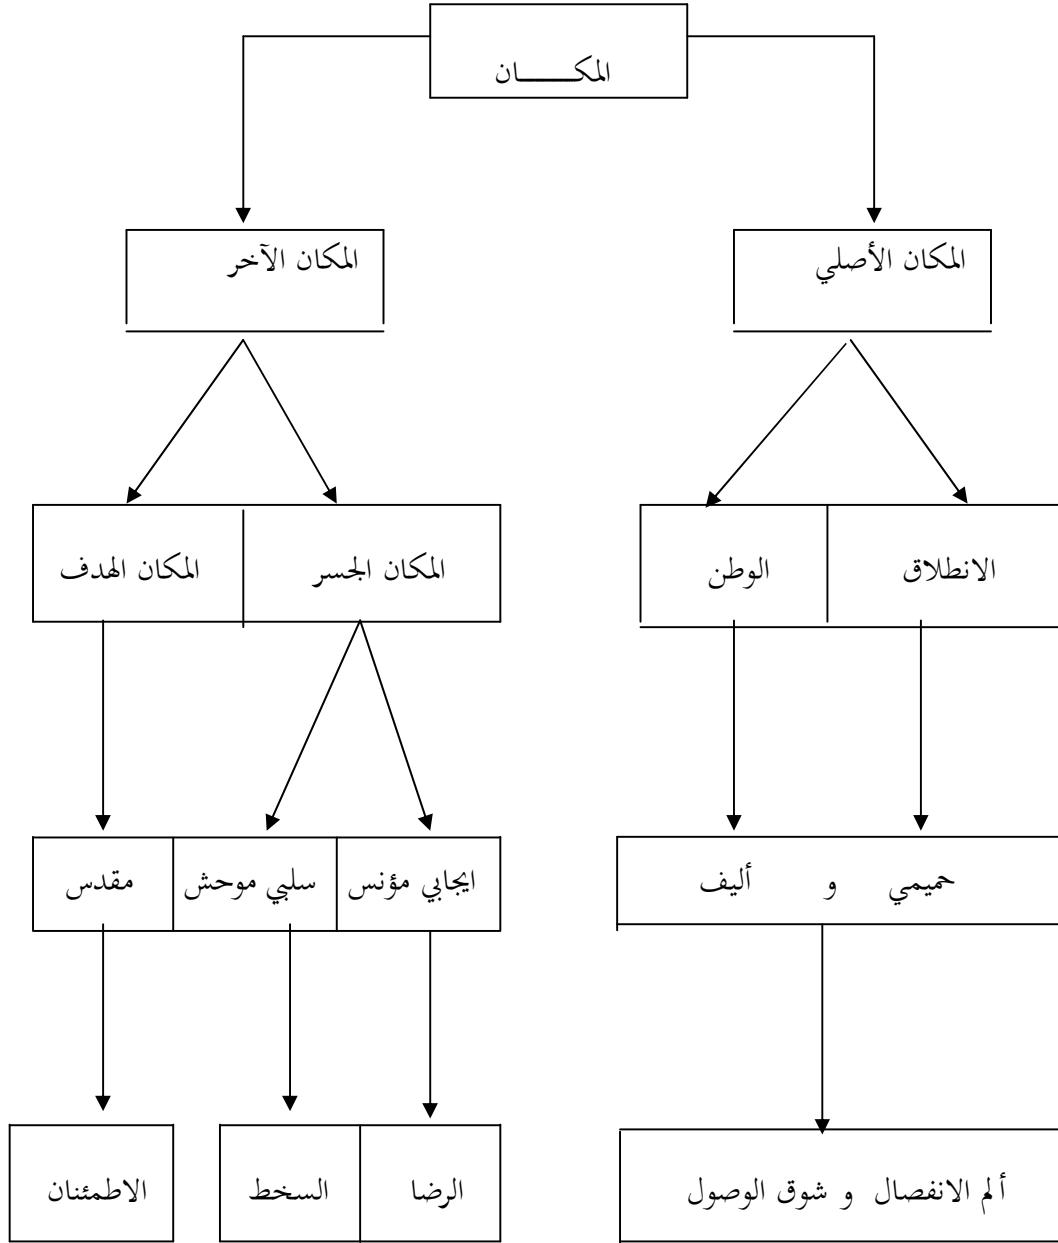 المكــــــان
المكان الأصلي
المكان الآخر
الانطلاق
الوطن
المكان الجسر
المكان الهدف
حميمي و أليف
ايجابي مؤنس
سلبي موحش
مقدس
ألم الانفصال و شوق الوصول
الرضا
السخط
الاطمئنان